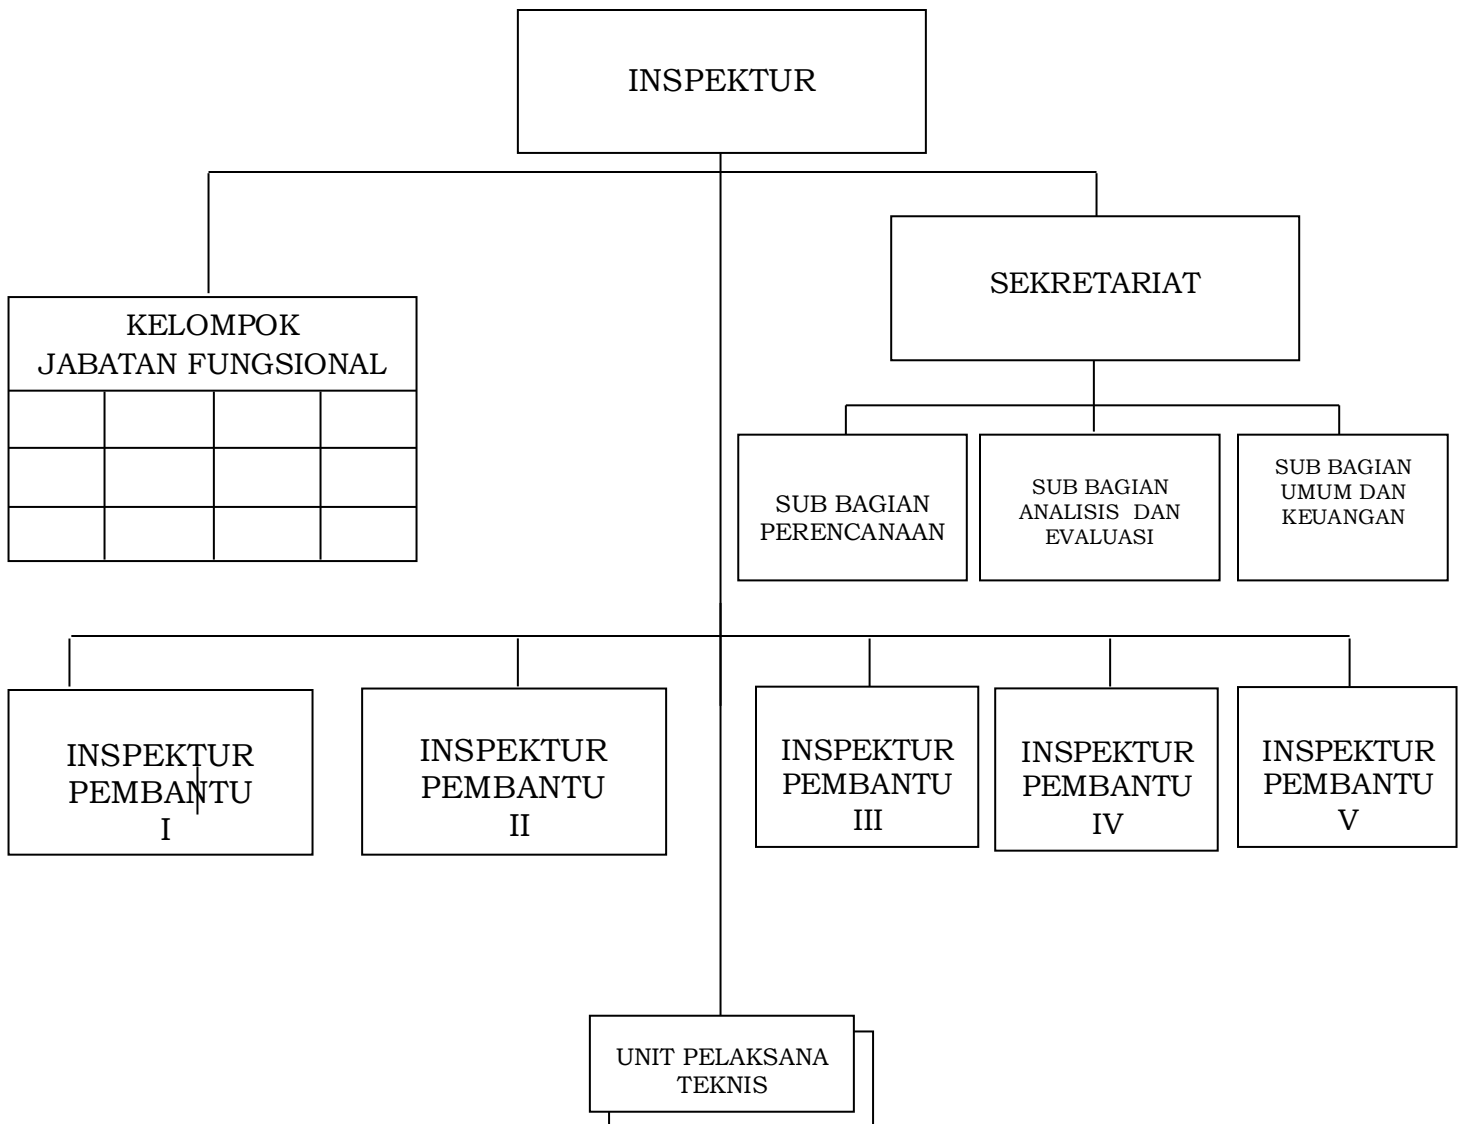 INSPEKTUR
SEKRETARIAT
KELOMPOK
JABATAN FUNGSIONAL
SUB BAGIAN
PERENCANAAN
SUB BAGIAN
ANALISIS DAN
EVALUASI
SUB BAGIAN
UMUM DAN
KEUANGAN
INSPEKTUR
PEMBANTU
I
INSPEKTUR
PEMBANTU
II
INSPEKTUR
PEMBANTU
III
INSPEKTUR
PEMBANTU
IV
INSPEKTUR
PEMBANTU
V
UNIT PELAKSANA
TEKNIS